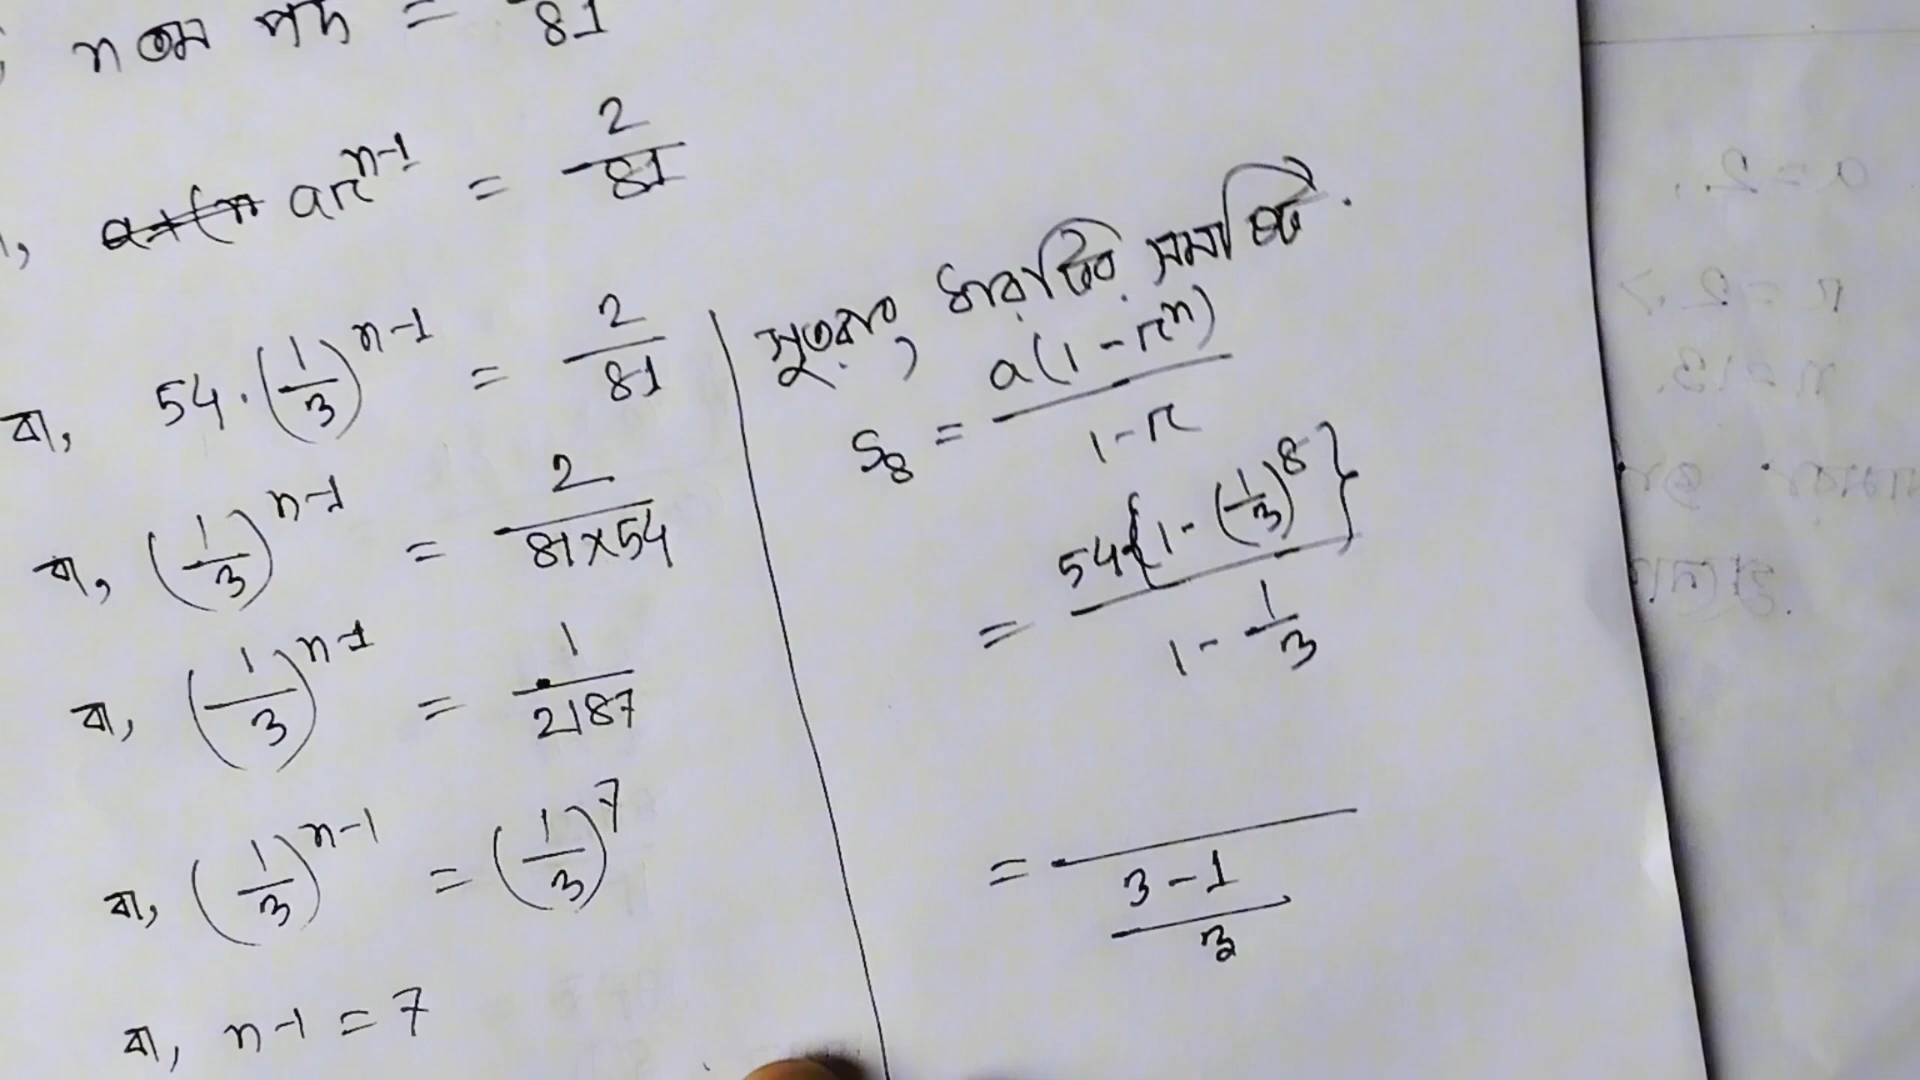 n তম পদ = /81
ar^{n-1} = 2/81
বা, 54·(1/3)^{n-1} = 2/81
বা, (1/3)^{n-1} = 2/(81×54)
বা, (1/3)^{n-1} = 1/2187
বা, (1/3)^{n-1} = (1/3)^7
বা, n-1 = 7
সুতরাং, ধারাটির সমষ্টি
S_8 = a(1-r^n)/(1-r)
= 54{1-(1/3)^8}/(1-1/3)
= /((3-1)/3)
a=2.